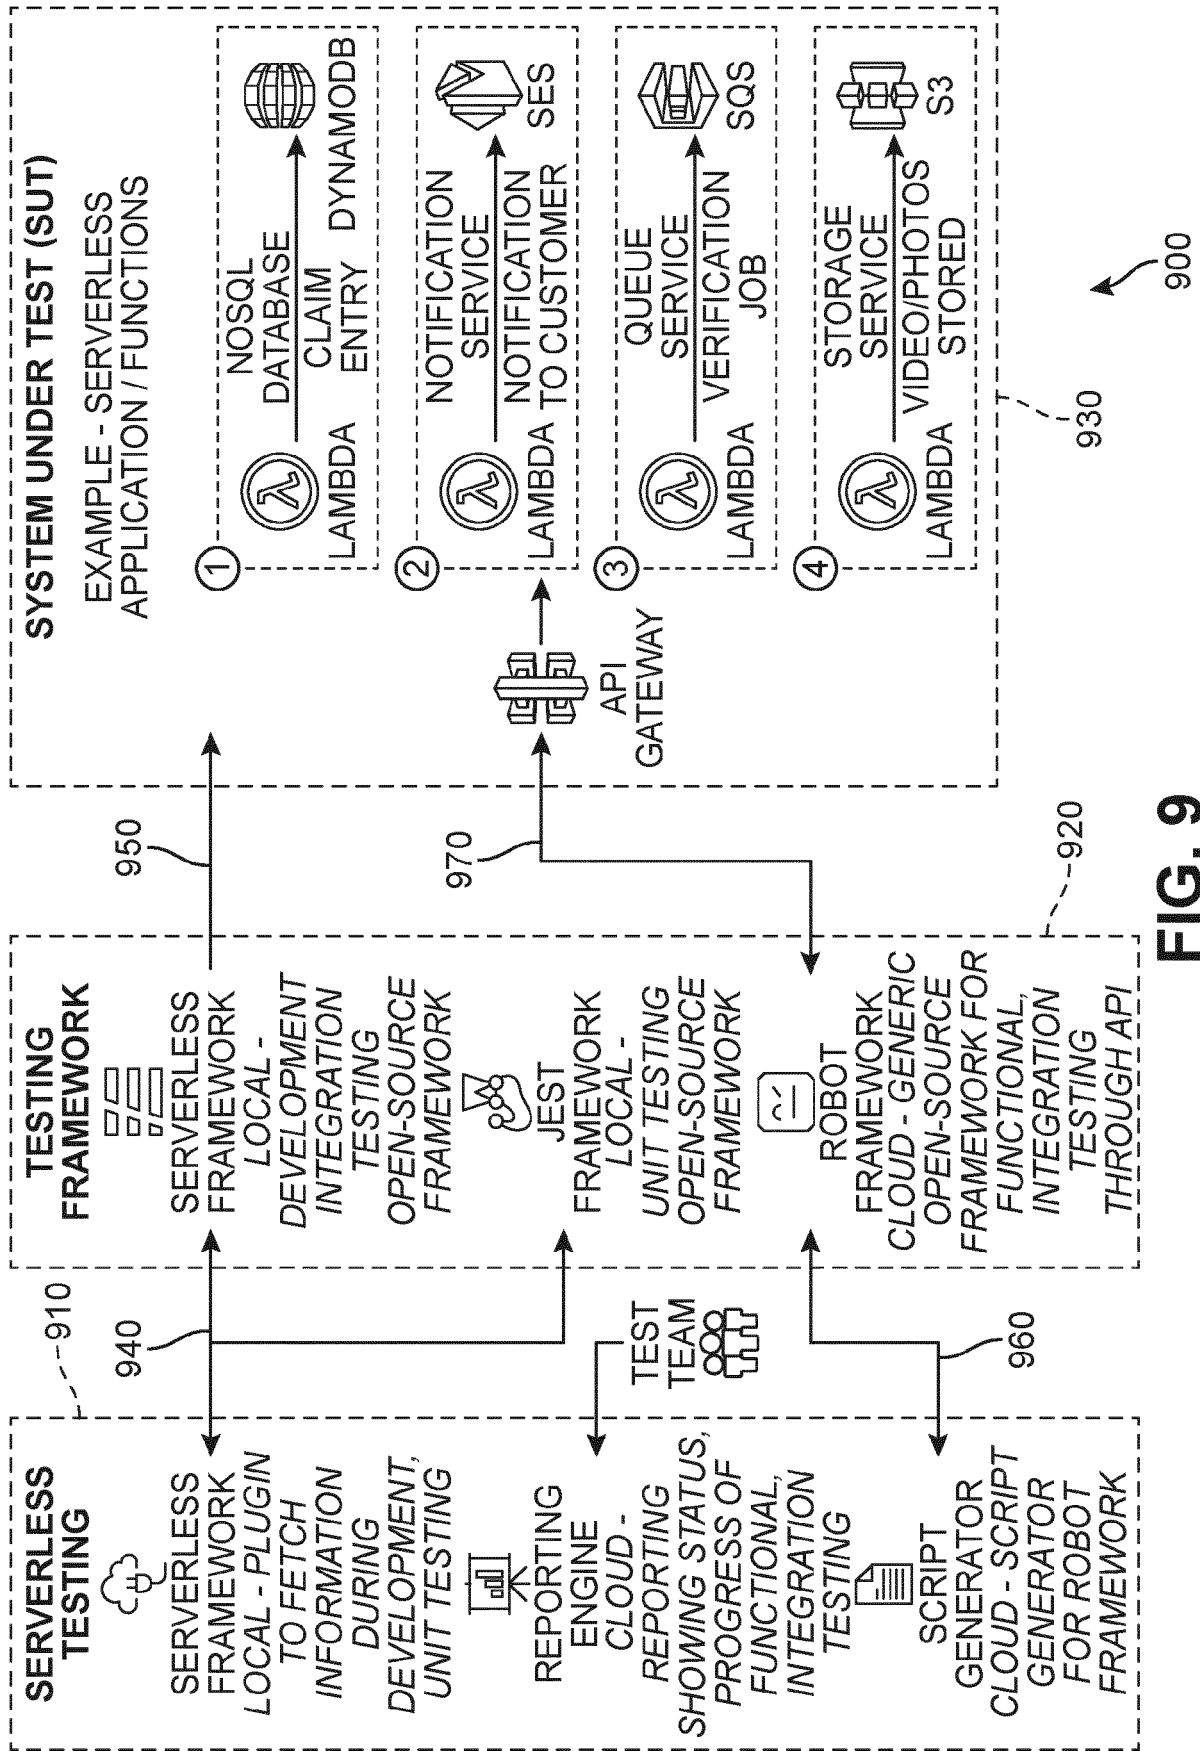 SERVERLESS
TESTING
SERVERLESS
FRAMEWORK
LOCAL - PLUGIN
TO FETCH
INFORMATION
DURING
DEVELOPMENT,
UNIT TESTING
REPORTING
ENGINE
CLOUD -
REPORTING
SHOWING STATUS,
PROGRESS OF
FUNCTIONAL,
INTEGRATION
TESTING
SCRIPT
GENERATOR
CLOUD - SCRIPT
GENERATOR
FOR ROBOT
FRAMEWORK
910
940
TEST
TEAM
960
TESTING
FRAMEWORK
SERVERLESS
FRAMEWORK
LOCAL -
DEVELOPMENT
INTEGRATION
TESTING
OPEN-SOURCE
FRAMEWORK
JEST
FRAMEWORK
LOCAL -
UNIT TESTING
OPEN-SOURCE
FRAMEWORK
ROBOT
FRAMEWORK
CLOUD - GENERIC
OPEN-SOURCE
FRAMEWORK FOR
FUNCTIONAL,
INTEGRATION
TESTING
THROUGH API
950
970
920
SYSTEM UNDER TEST (SUT)
EXAMPLE - SERVERLESS
APPLICATION / FUNCTIONS
API
GATEWAY
1
NOSQL
DATABASE
CLAIM
ENTRY
LAMBDA
DYNAMODB
2
NOTIFICATION
SERVICE
NOTIFICATION
TO CUSTOMER
LAMBDA
SES
3
QUEUE
SERVICE
VERIFICATION
JOB
LAMBDA
SQS
4
STORAGE
SERVICE
VIDEO/PHOTOS
STORED
LAMBDA
S3
930
900
FIG. 9